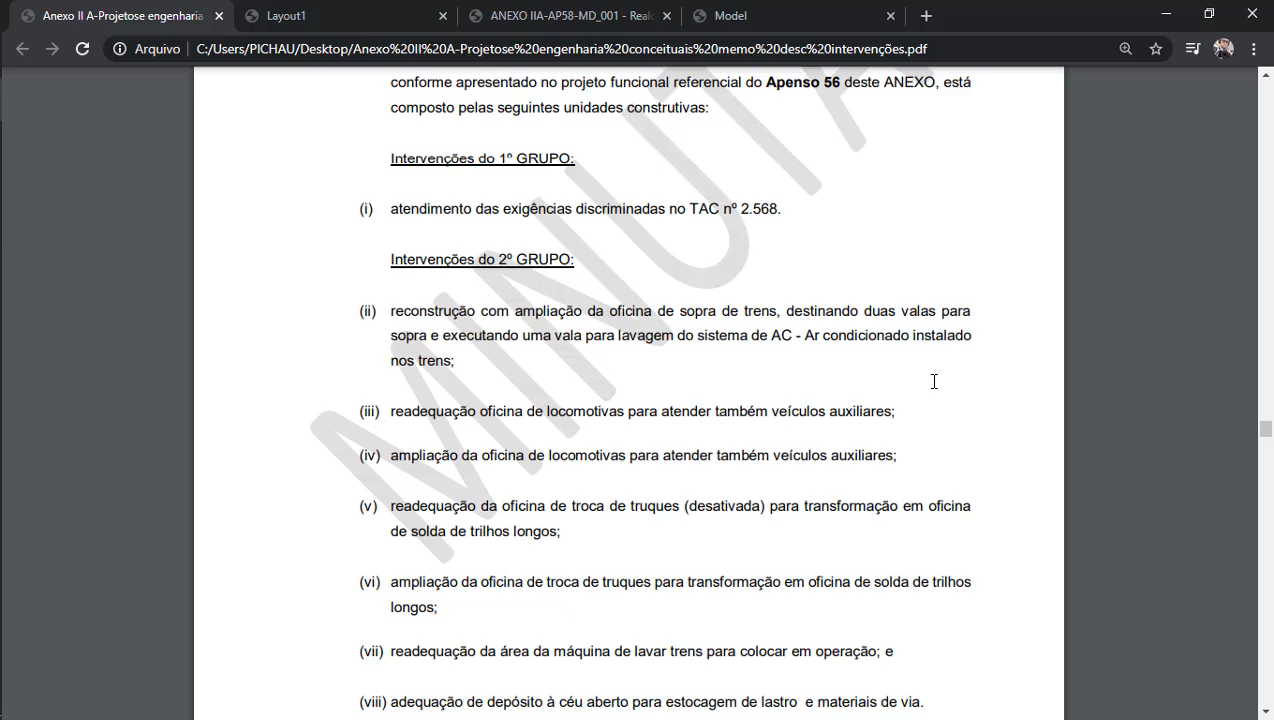 Anexo II A-Projetose engenharia
Layout1
ANEXO IIA-AP58-MD_001 - Realo
Model
Arquivo
C:/Users/PICHAU/Desktop/Anexo%20II%20A-Projetose%20engenharia%20conceituais%20memo%20desc%20intervenções.pdf
conforme apresentado no projeto funcional referencial do Apenso 56 deste ANEXO, está
composto pelas seguintes unidades construtivas:
Intervenções do 1º GRUPO:
(i) atendimento das exigências discriminadas no TAC nº 2.568.
Intervenções do 2º GRUPO:
(ii) reconstrução com ampliação da oficina de sopra de trens, destinando duas valas para
sopra e executando uma vala para lavagem do sistema de AC - Ar condicionado instalado
nos trens;
(iii) readequação oficina de locomotivas para atender também veículos auxiliares;
(iv) ampliação da oficina de locomotivas para atender também veículos auxiliares;
(v) readequação da oficina de troca de truques (desativada) para transformação em oficina
de solda de trilhos longos;
(vi) ampliação da oficina de troca de truques para transformação em oficina de solda de trilhos
longos;
(vii) readequação da área da máquina de lavar trens para colocar em operação; e
(viii) adequação de depósito à céu aberto para estocagem de lastro e materiais de via.
MINUTA